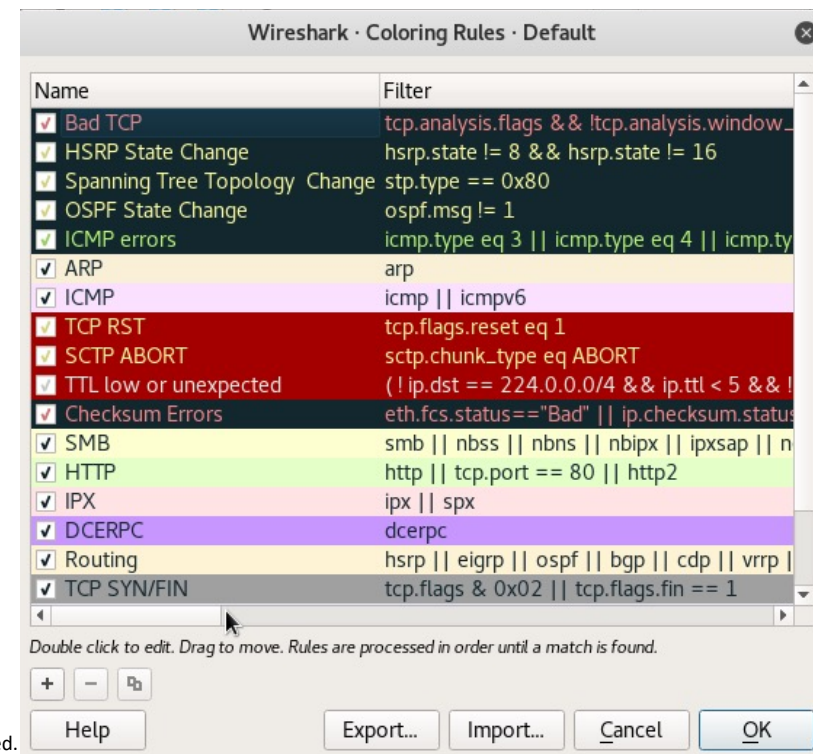 Wireshark · Coloring Rules · Default
Name Filter
Bad TCP tcp.analysis.flags && !tcp.analysis.window_
HSRP State Change hsrp.state != 8 && hsrp.state != 16
Spanning Tree Topology Change stp.type == 0x80
OSPF State Change ospf.msg != 1
ICMP errors icmp.type eq 3 || icmp.type eq 4 || icmp.ty
ARP arp
ICMP icmp || icmpv6
TCP RST tcp.flags.reset eq 1
SCTP ABORT sctp.chunk_type eq ABORT
TTL low or unexpected ( ! ip.dst == 224.0.0.0/4 && ip.ttl < 5 && !
Checksum Errors eth.fcs.status=="Bad" || ip.checksum.status
SMB smb || nbss || nbns || nbipx || ipxsap || n
HTTP http || tcp.port == 80 || http2
IPX ipx || spx
DCERPC dcerpc
Routing hsrp || eigrp || ospf || bgp || cdp || vrrp |
TCP SYN/FIN tcp.flags & 0x02 || tcp.flags.fin == 1
Double click to edit. Drag to move. Rules are processed in order until a match is found.
ed.
Help Export... Import... Cancel OK